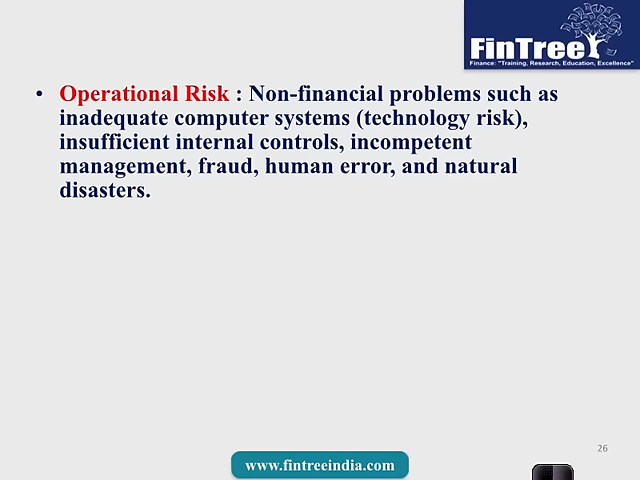 FinTree
Finance: "Training, Research, Education, Excellence"
• Operational Risk : Non-financial problems such as
inadequate computer systems (technology risk),
insufficient internal controls, incompetent
management, fraud, human error, and natural
disasters.
26
www.fintreeindia.com